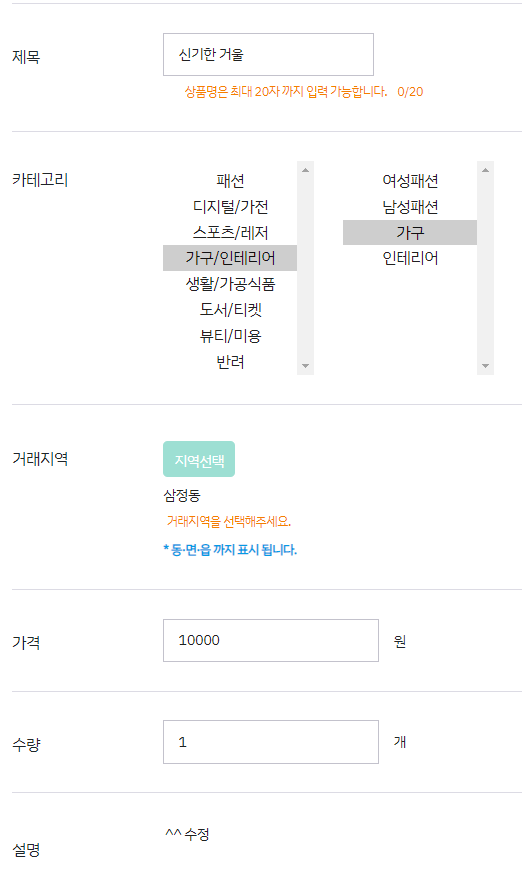 제목
신기한 거울
상품명은 최대 20자 까지 입력 가능합니다. 0/20
카테고리
패션
디지털/가전
스포츠/레저
가구/인테리어
생활/가공식품
도서/티켓
뷰티/미용
반려
여성패션
남성패션
가구
인테리어
거래지역
지역선택
삼정동
거래지역을 선택해주세요.
* 동·면·읍 까지 표시 됩니다.
가격
10000 원
수량
1 개
설명
^^ 수정